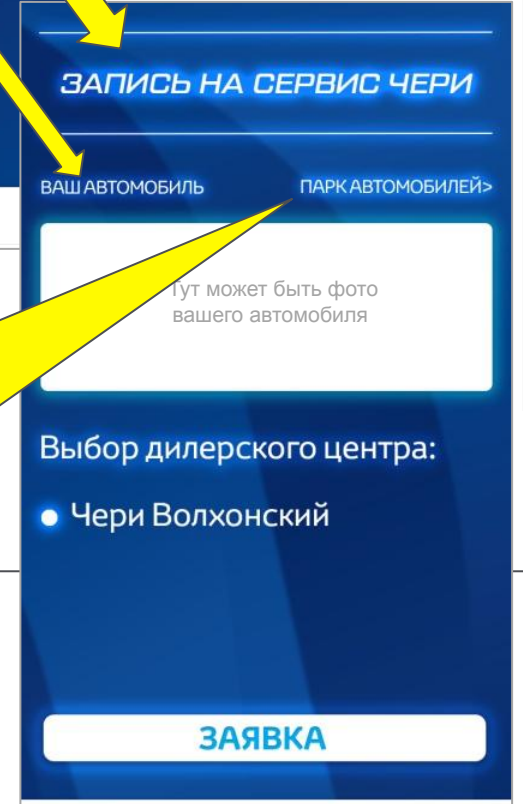 ЗАПИСЬ НА СЕРВИС ЧЕРИ
ВАШ АВТОМОБИЛЬ
ПАРК АВТОМОБИЛЕЙ>
Тут может быть фото
вашего автомобиля
Выбор дилерского центра:
Чери Волхонский
ЗАЯВКА